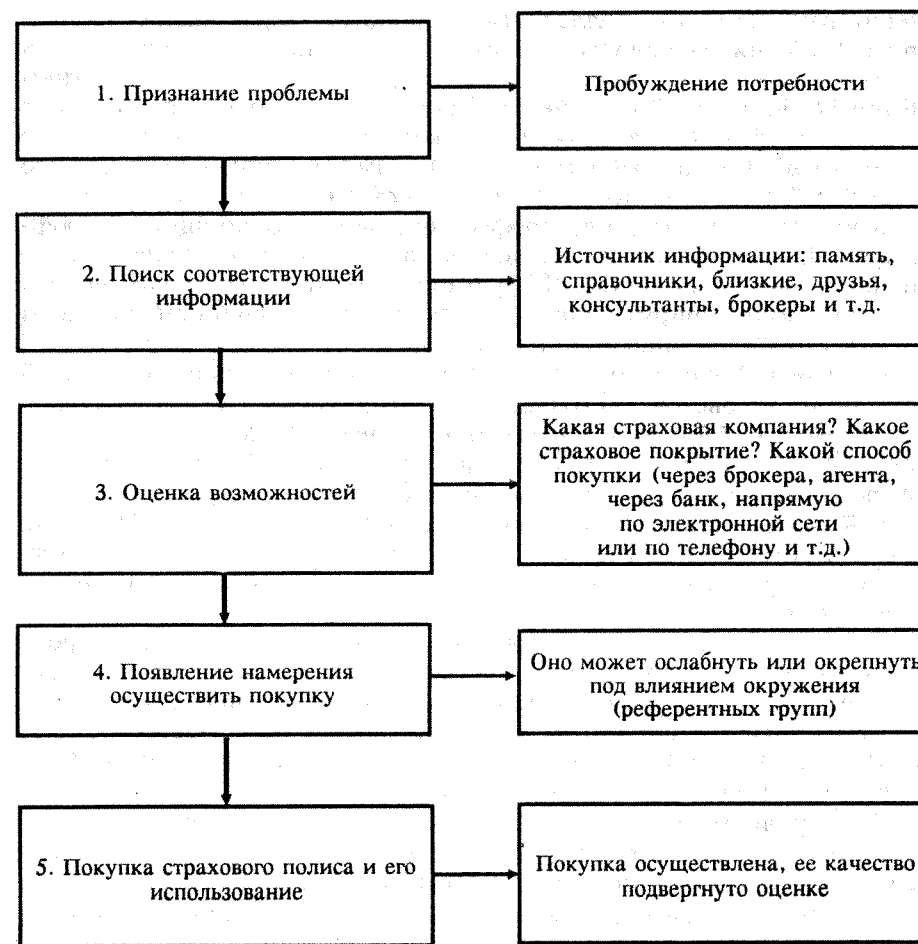 1. Признание проблемы
Пробуждение потребности
2. Поиск соответствующей
информации
Источник информации: память,
справочники, близкие, друзья,
консультанты, брокеры и т.д.
3. Оценка возможностей
Какая страховая компания? Какое
страховое покрытие? Какой способ
покупки (через брокера, агента,
через банк, напрямую
по электронной сети
или по телефону и т.д.)
4. Появление намерения
осуществить покупку
Оно может ослабнуть или окрепнуть
под влиянием окружения
(референтных групп)
5. Покупка страхового полиса и его
использование
Покупка осуществлена, ее качество
подвергнуто оценке